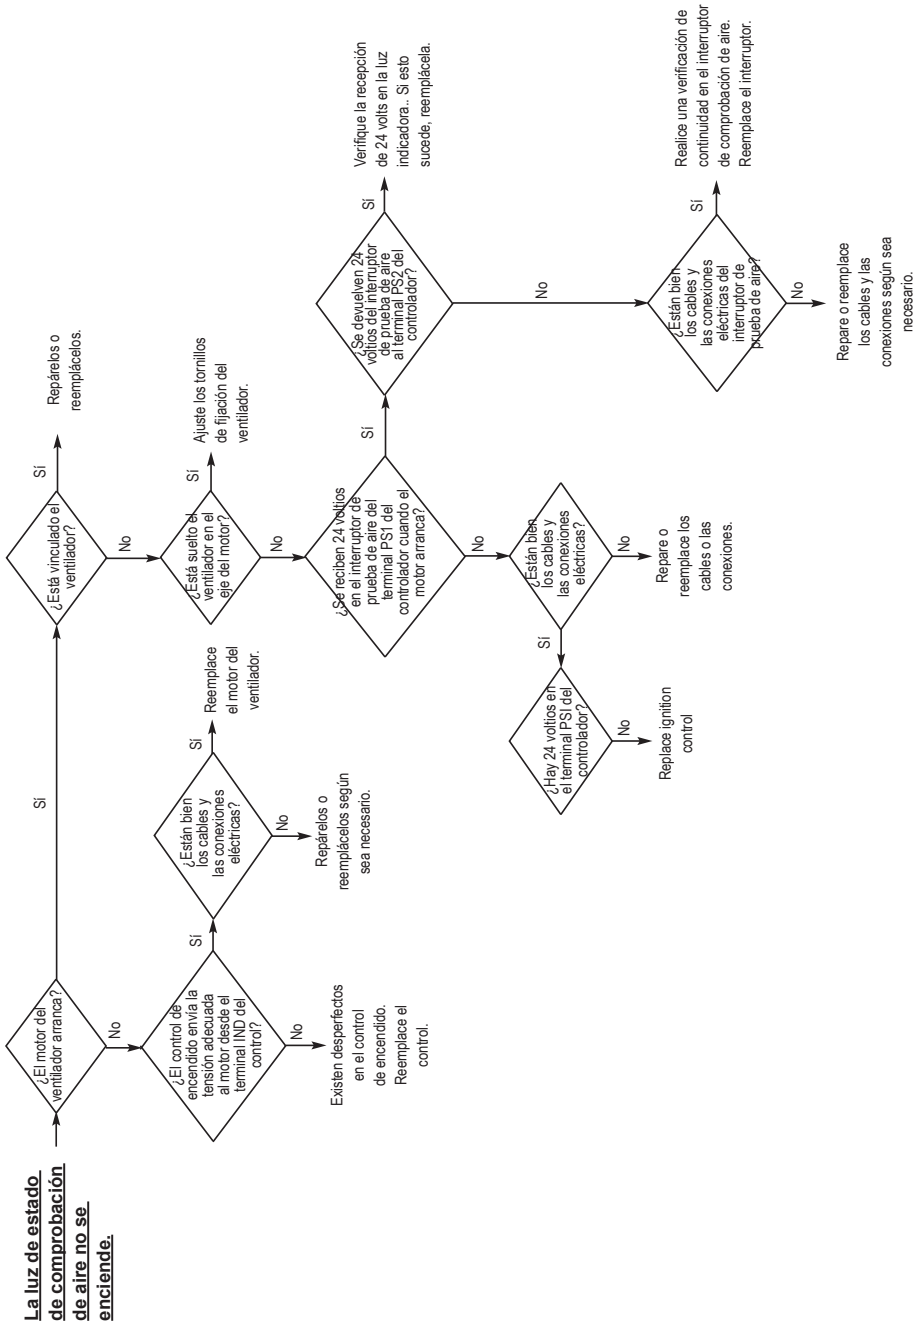 La luz de estado
de comprobación
de aire no se
enciende.
¿El motor del
ventilador arranca?
Sí
No
¿El control de
encendido envía la
tensión adecuada
al motor desde el
terminal IND del
control?
Sí
No
Existen desperfectos
en el control
de encendido.
Reemplace el
control.
¿Están bien
los cables y
las conexiones
eléctricas?
Sí
No
Repárelos o
reemplácelos según
sea necesario.
Reemplace
el motor del
ventilador.
¿Está vinculado el
ventilador?
Sí
No
Repárelos o
reemplácelos.
¿Está suelto el
ventilador en el
eje del motor?
Sí
No
Ajuste los tornillos
de fijación del
ventilador.
¿Se reciben 24 voltios
en el interruptor de
prueba de aire del
terminal PS1 del
controlador cuando el
motor arranca?
Sí
No
¿Están bien
los cables y
las conexiones
eléctricas?
Sí
No
Repare o
reemplace los
cables o las
conexiones.
¿Hay 24 voltios en
el terminal PSI del
controlador?
No
Replace ignition
control
¿Se devuelven 24
voltios del interruptor
de prueba de aire
al terminal PS2 del
controlador?
Sí
No
Verifique la recepción
de 24 volts en la luz
indicadora.. Si esto
sucede, reemplácela.
¿Están bien
los cables y
las conexiones
eléctricas del
interruptor de
prueba de aire?
Sí
No
Realice una verificación de
continuidad en el interruptor
de comprobación de aire.
Reemplace el interruptor.
Repare o reemplace
los cables y las
conexiones según sea
necesario.